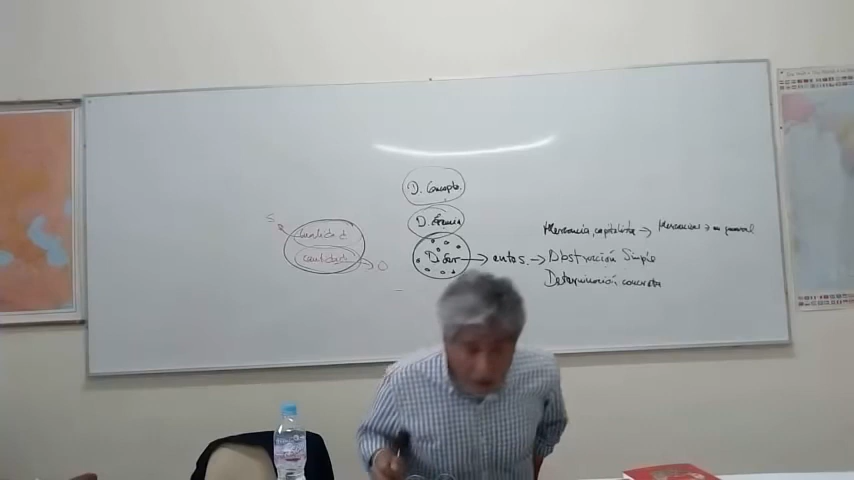 D. Concepto.
D. Esencia
D. Ser → entes. → Abstracción Simple
Mercancía capitalista → Mercancías → en general
Determinación concreta
S
cualidad
cantidad
O